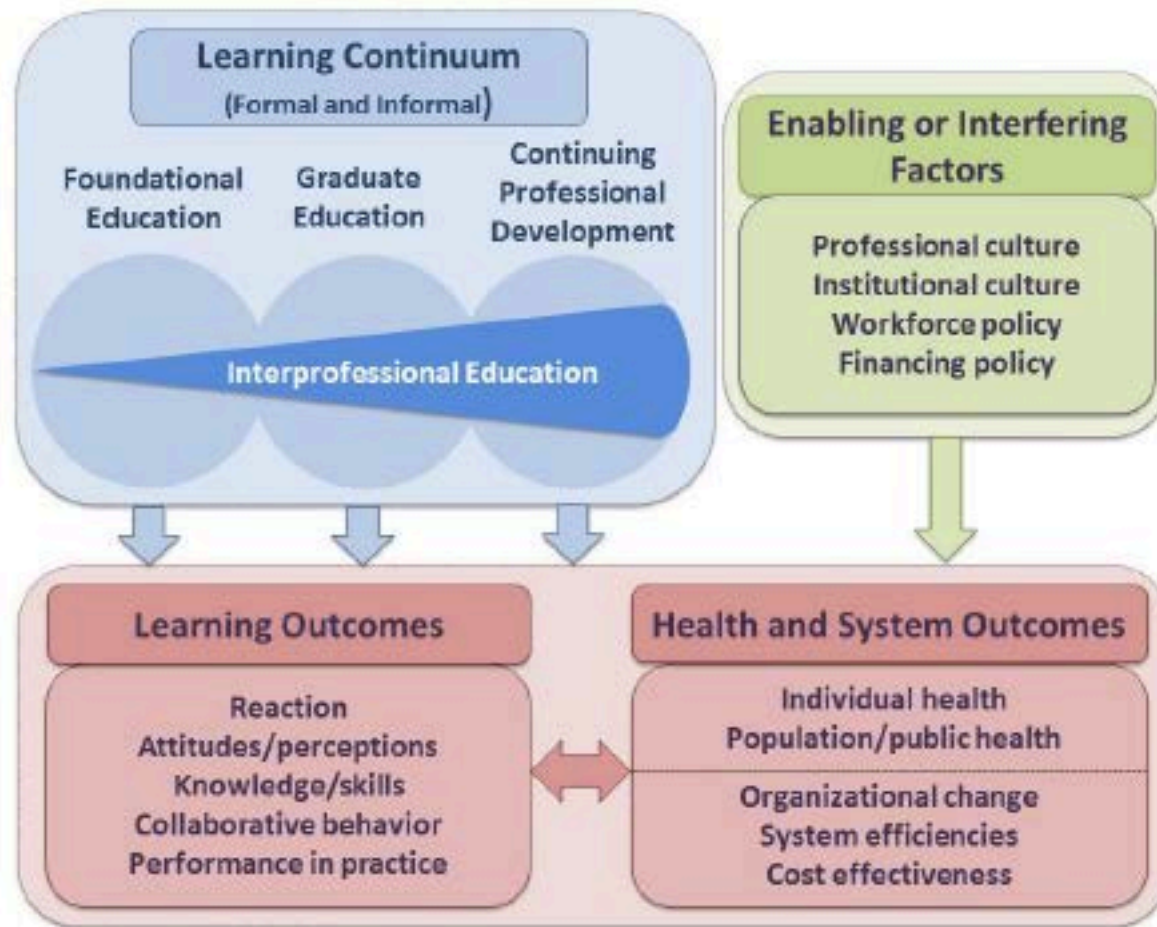 Learning Continuum
(Formal and Informal)
Foundational
Education
Graduate
Education
Continuing
Professional
Development
Interprofessional Education
Enabling or Interfering
Factors
Professional culture
Institutional culture
Workforce policy
Financing policy
Learning Outcomes
Reaction
Attitudes/perceptions
Knowledge/skills
Collaborative behavior
Performance in practice
Health and System Outcomes
Individual health
Population/public health
Organizational change
System efficiencies
Cost effectiveness